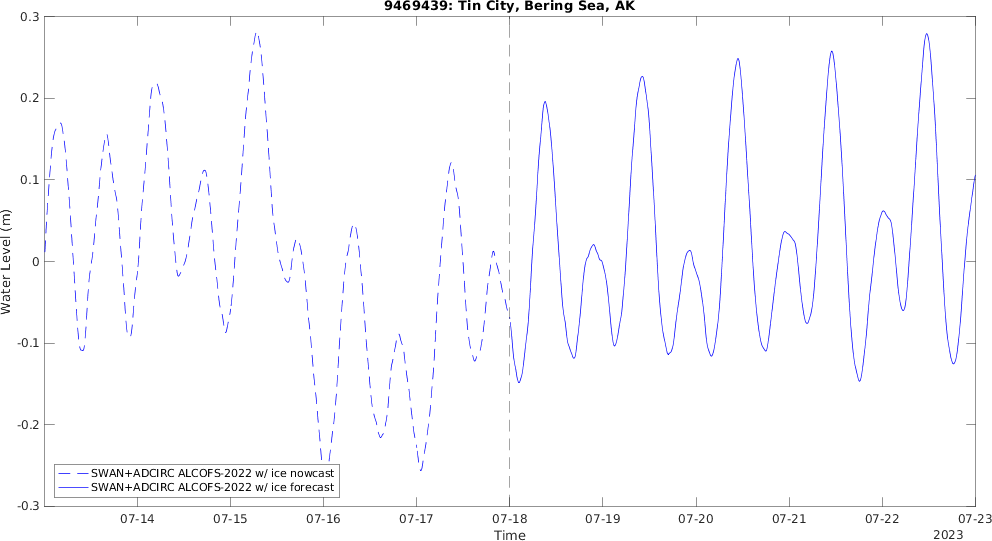 9469439: Tin City, Bering Sea, AK
0.3
0.2
0.1
0
-0.1
-0.2
-0.3
Water Level (m)
SWAN+ADCIRC ALCOFS-2022 w/ ice nowcast
SWAN+ADCIRC ALCOFS-2022 w/ ice forecast
07-14 07-15 07-16 07-17 07-18 07-19 07-20 07-21 07-22 07-23
Time
2023